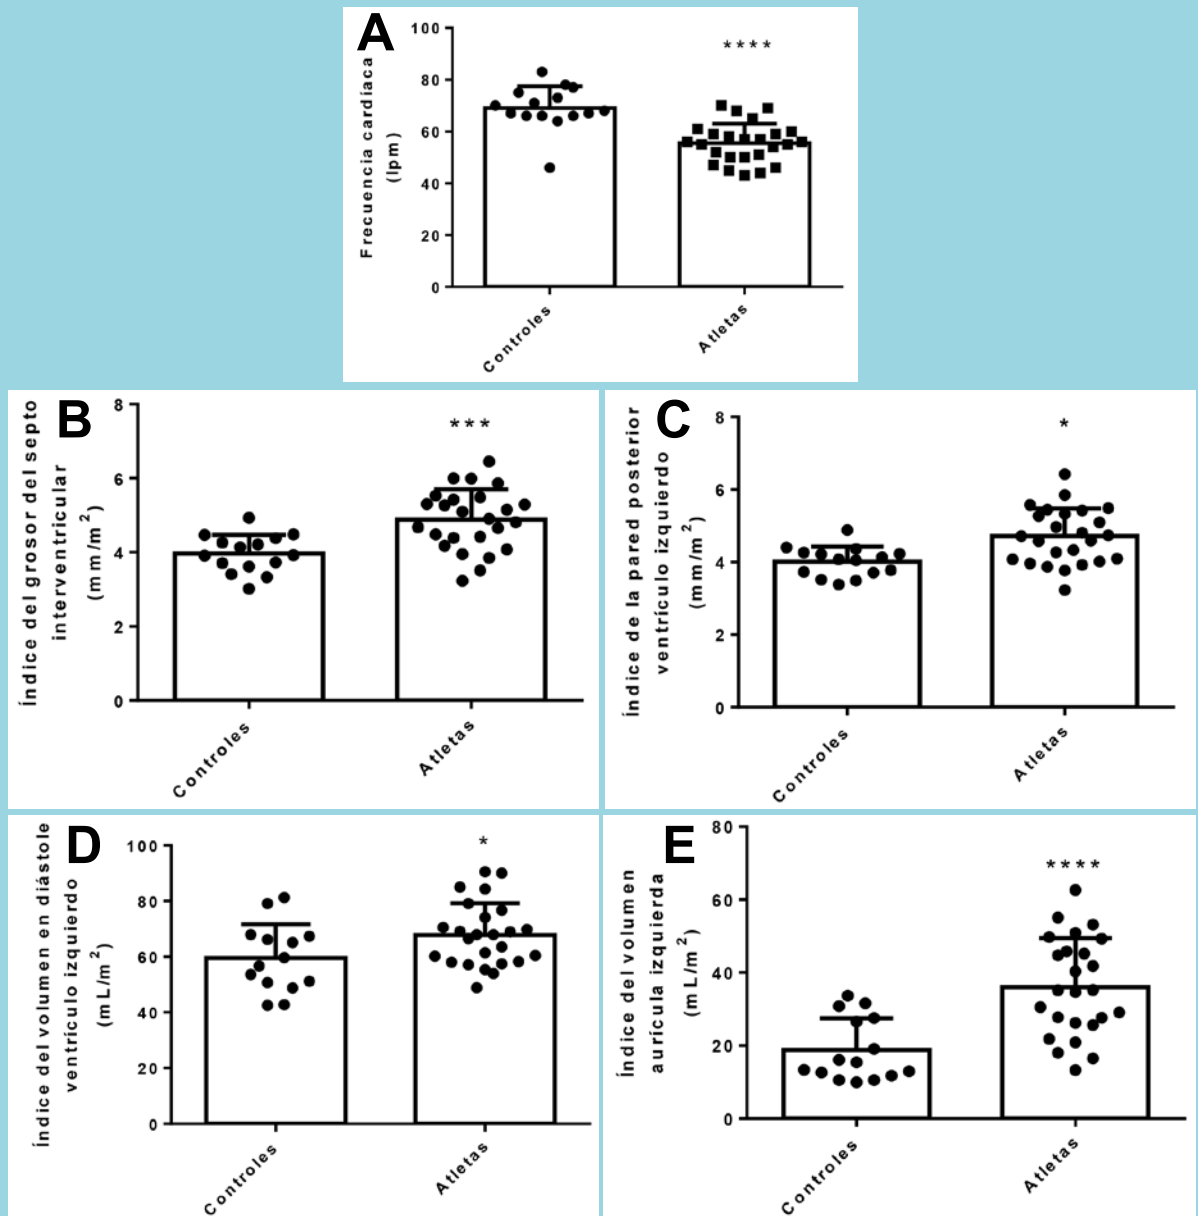 A
Frecuencia cardíaca
(lpm)
100
80
60
40
20
0
****
Controles
Atletas
B
Índice del grosor del septo
interventricular
(mm/m²)
8
6
4
2
0
***
Controles
Atletas
C
Índice de la pared posterior
ventrículo izquierdo
(mm/m²)
8
6
4
2
0
*
Controles
Atletas
D
Índice del volumen en diástole
ventrículo izquierdo
(mL/m²)
100
80
60
40
20
0
*
Controles
Atletas
E
Índice del volumen
aurícula izquierda
(mL/m²)
80
60
40
20
0
****
Controles
Atletas